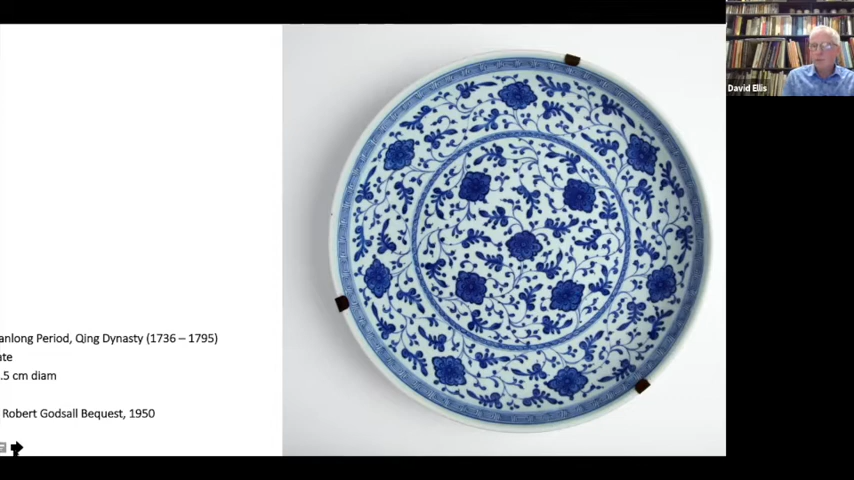 anlong Period, Qing Dynasty (1736 – 1795)
ate
.5 cm diam
Robert Godsall Bequest, 1950
David Ellis